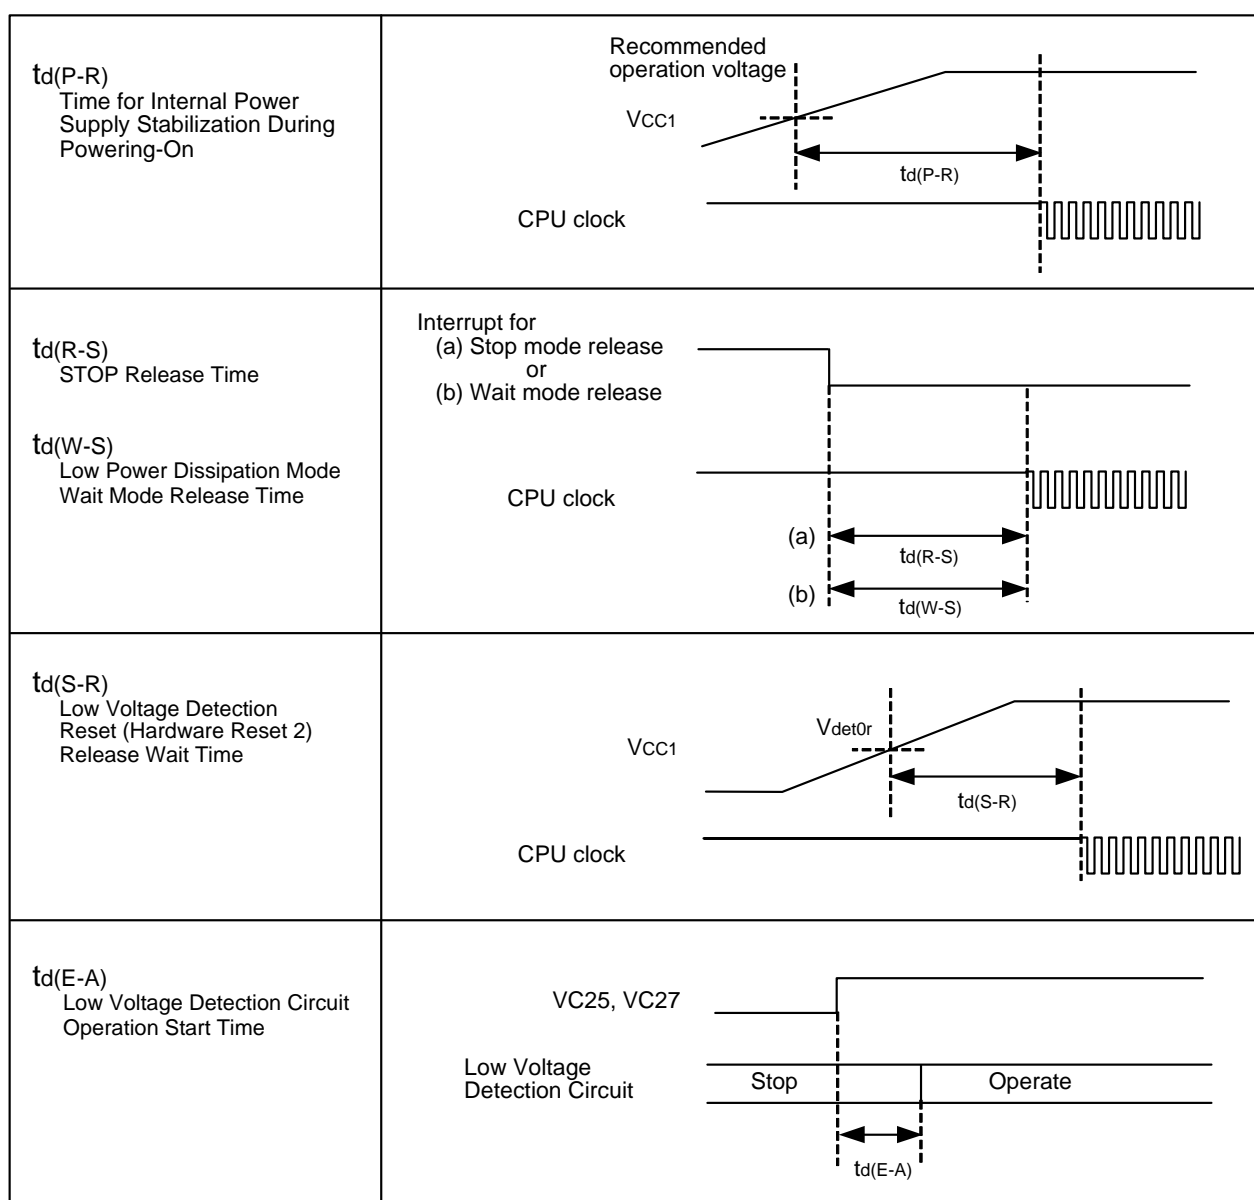 td(P-R)
Time for Internal Power
Supply Stabilization During
Powering-On
Recommended
operation voltage
VCC1
td(P-R)
CPU clock
td(R-S)
STOP Release Time
td(W-S)
Low Power Dissipation Mode
Wait Mode Release Time
Interrupt for
(a) Stop mode release
or
(b) Wait mode release
CPU clock
(a)
td(R-S)
(b)
td(W-S)
td(S-R)
Low Voltage Detection
Reset (Hardware Reset 2)
Release Wait Time
Vdet0r
VCC1
td(S-R)
CPU clock
td(E-A)
Low Voltage Detection Circuit
Operation Start Time
VC25, VC27
Low Voltage
Detection Circuit
Stop
Operate
td(E-A)